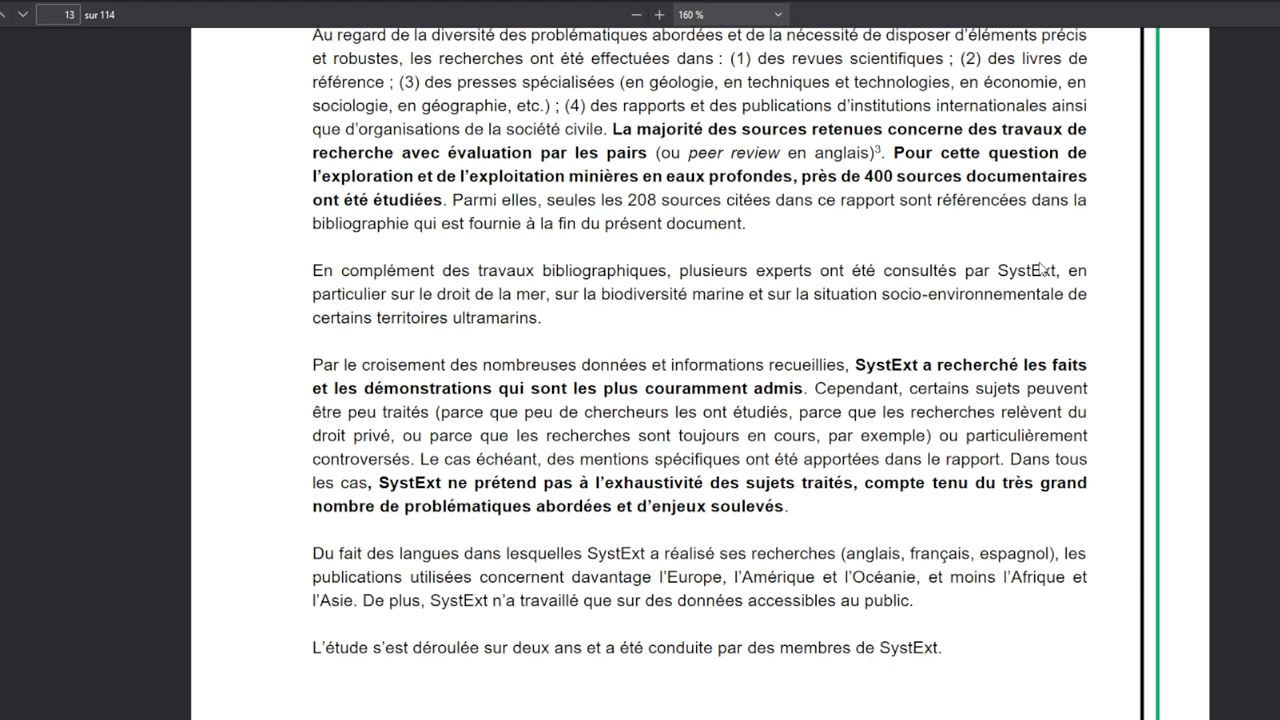 13 sur 114
160 %
Au regard de la diversité des problématiques abordées et de la nécessité de disposer d’éléments précis
et robustes, les recherches ont été effectuées dans : (1) des revues scientifiques ; (2) des livres de
référence ; (3) des presses spécialisées (en géologie, en techniques et technologies, en économie, en
sociologie, en géographie, etc.) ; (4) des rapports et des publications d’institutions internationales ainsi
que d’organisations de la société civile. La majorité des sources retenues concerne des travaux de
recherche avec évaluation par les pairs (ou peer review en anglais)³. Pour cette question de
l’exploration et de l’exploitation minières en eaux profondes, près de 400 sources documentaires
ont été étudiées. Parmi elles, seules les 208 sources citées dans ce rapport sont référencées dans la
bibliographie qui est fournie à la fin du présent document.
En complément des travaux bibliographiques, plusieurs experts ont été consultés par SystExt, en
particulier sur le droit de la mer, sur la biodiversité marine et sur la situation socio-environnementale de
certains territoires ultramarins.
Par le croisement des nombreuses données et informations recueillies, SystExt a recherché les faits
et les démonstrations qui sont les plus couramment admis. Cependant, certains sujets peuvent
être peu traités (parce que peu de chercheurs les ont étudiés, parce que les recherches relèvent du
droit privé, ou parce que les recherches sont toujours en cours, par exemple) ou particulièrement
controversés. Le cas échéant, des mentions spécifiques ont été apportées dans le rapport. Dans tous
les cas, SystExt ne prétend pas à l’exhaustivité des sujets traités, compte tenu du très grand
nombre de problématiques abordées et d’enjeux soulevés.
Du fait des langues dans lesquelles SystExt a réalisé ses recherches (anglais, français, espagnol), les
publications utilisées concernent davantage l’Europe, l’Amérique et l’Océanie, et moins l’Afrique et
l’Asie. De plus, SystExt n’a travaillé que sur des données accessibles au public.
L’étude s’est déroulée sur deux ans et a été conduite par des membres de SystExt.